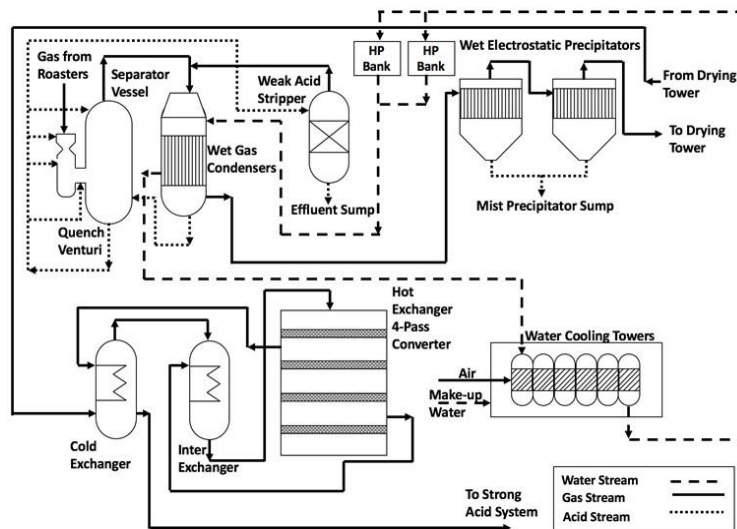 Gas from
Roasters
Separator
Vessel
Weak Acid
Stripper
HP
Bank
HP
Bank
Wet Electrostatic Precipitators
From Drying
Tower
To Drying
Tower
Wet Gas
Condensers
Effluent Sump
Mist Precipitator Sump
Quench
Venturi
Hot
Exchanger
4-Pass
Converter
Water Cooling Towers
Air
Make-up
Water
Cold
Exchanger
Inter
Exchanger
To Strong
Acid System
Water Stream
Gas Stream
Acid Stream